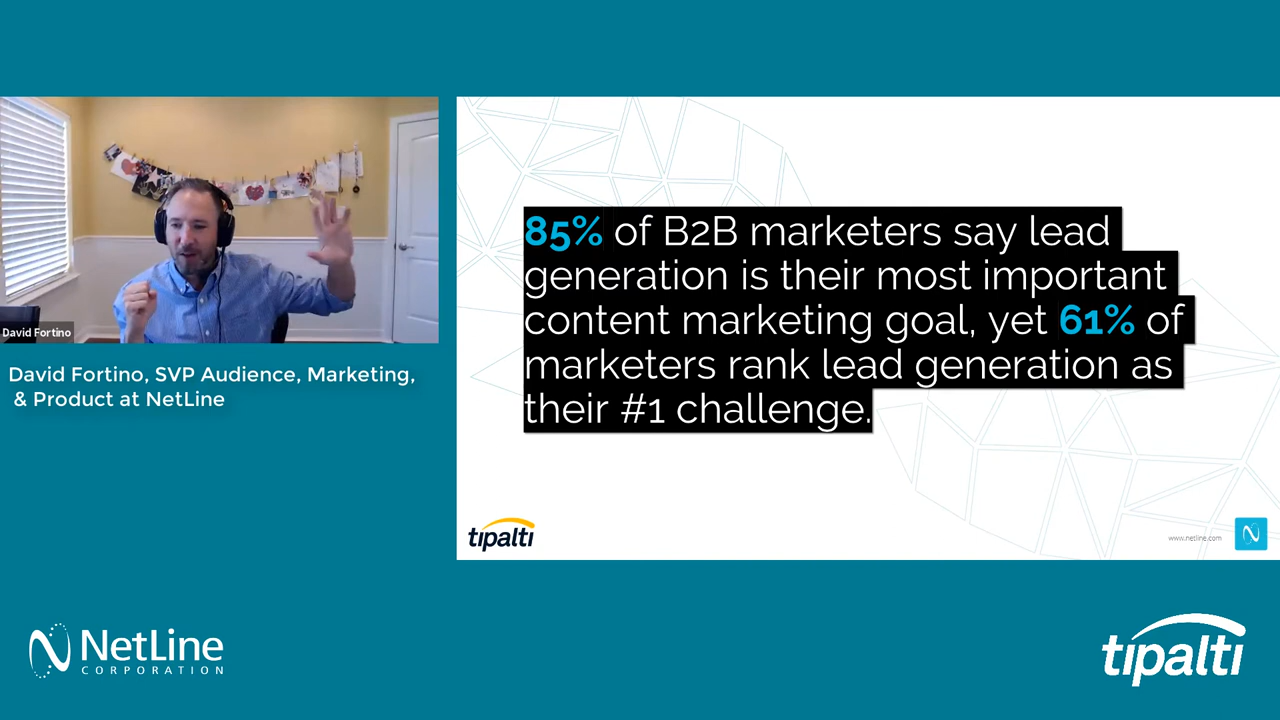 David Fortino
David Fortino, SVP Audience, Marketing,
& Product at NetLine
85% of B2B marketers say lead
generation is their most important
content marketing goal, yet 61% of
marketers rank lead generation as
their #1 challenge.
tipalti
www.netline.com
NetLine
CORPORATION
tipalti